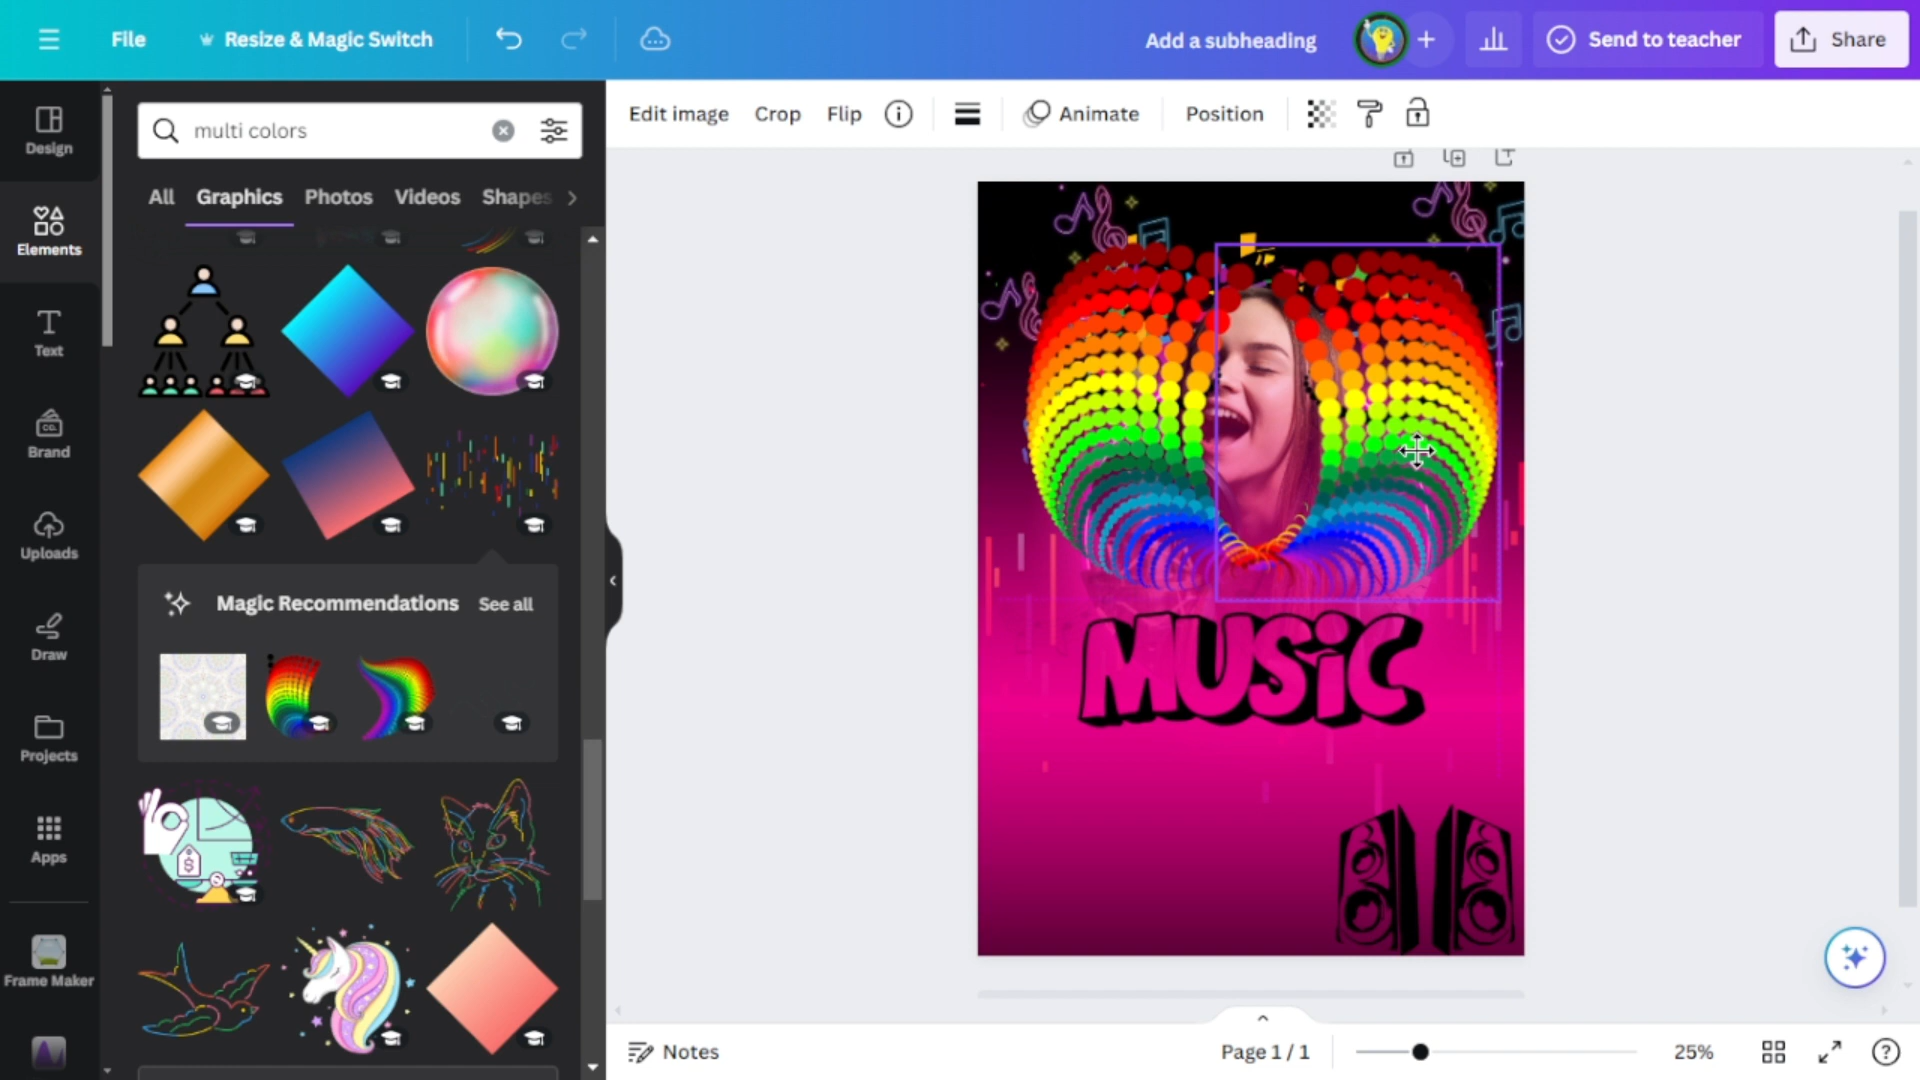 File
Resize & Magic Switch
Add a subheading
Send to teacher
Share
Design
Elements
Text
Brand
Uploads
Draw
Projects
Apps
Frame Maker
multi colors
All
Graphics
Photos
Videos
Shapes
Magic Recommendations
See all
Edit image
Crop
Flip
Animate
Position
MUSiC
Notes
Page 1 / 1
25%